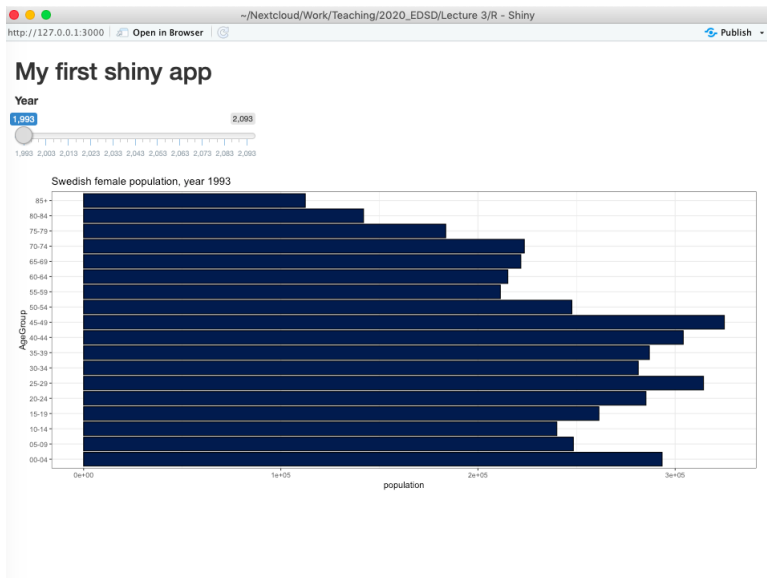 ~/Nextcloud/Work/Teaching/2020_EDSD/Lecture 3/R - Shiny
http://127.0.0.1:3000 Open in Browser Publish
My first shiny app
Year
1,993 2,093
1,993 2,003 2,013 2,023 2,033 2,043 2,053 2,063 2,073 2,083 2,093
Swedish female population, year 1993
85+
80-84
75-79
70-74
65-69
60-64
55-59
50-54
45-49
40-44
35-39
30-34
25-29
20-24
15-19
10-14
05-09
00-04
AgeGroup
0e+00 1e+05 2e+05 3e+05
population